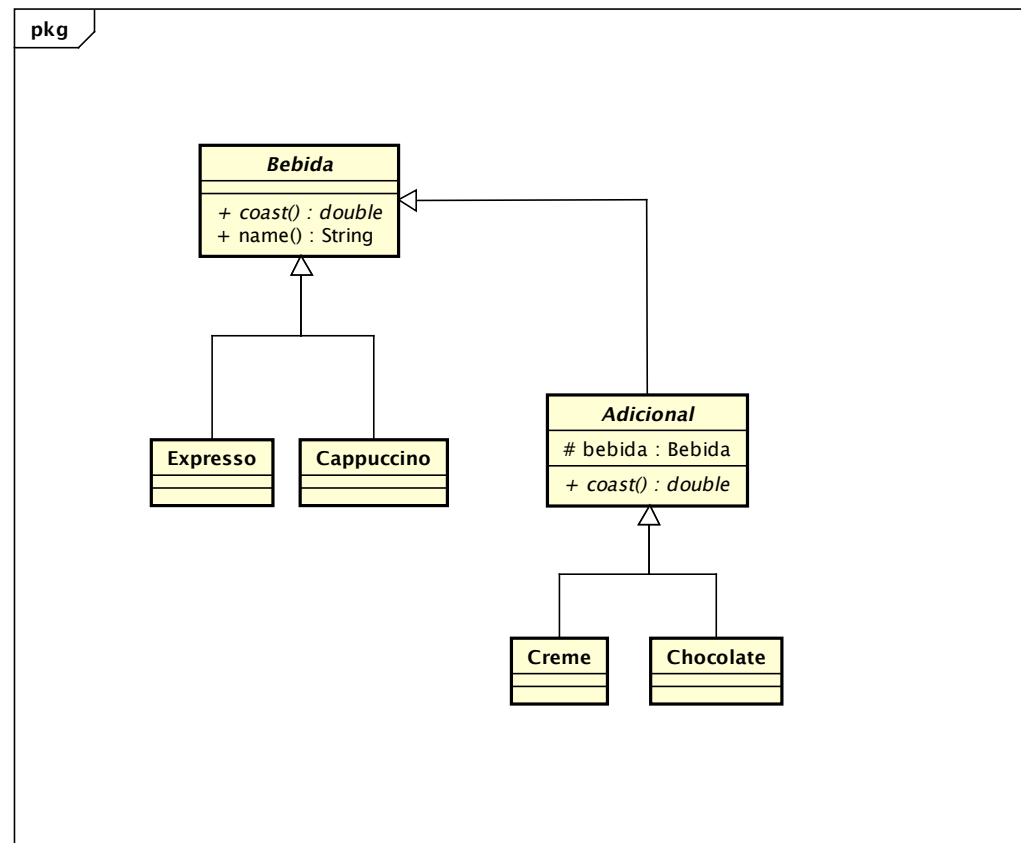 pkg
Bebida
+ coast() : double
+ name() : String
Expresso
Cappuccino
Adicional
# bebida : Bebida
+ coast() : double
Creme
Chocolate